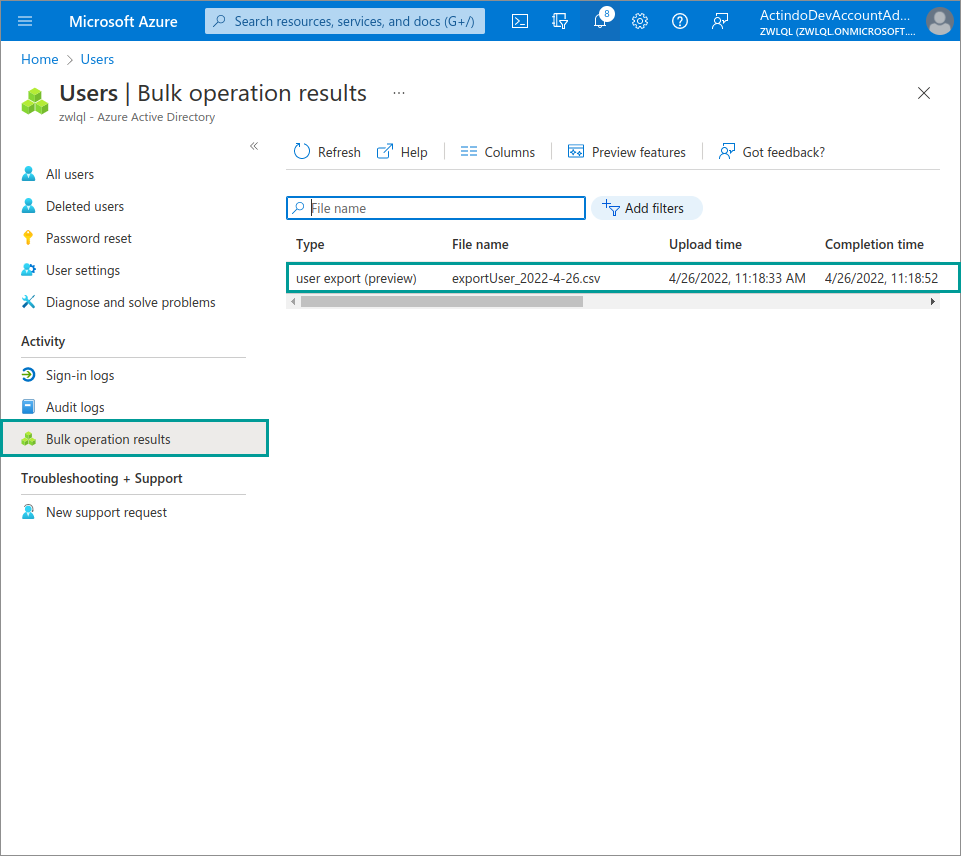 Microsoft Azure
Search resources, services, and docs (G+/)
8
ActindoDevAccountAd...
ZWLQL (ZWLQL.ONMICROSOFT....
Home > Users
Users | Bulk operation results ...
zwlql - Azure Active Directory
«
All users
Deleted users
Password reset
User settings
Diagnose and solve problems
Activity
Sign-in logs
Audit logs
Bulk operation results
Troubleshooting + Support
New support request
Refresh Help Columns Preview features Got feedback?
File name Add filters
Type File name Upload time Completion time
user export (preview) exportUser_2022-4-26.csv 4/26/2022, 11:18:33 AM 4/26/2022, 11:18:52